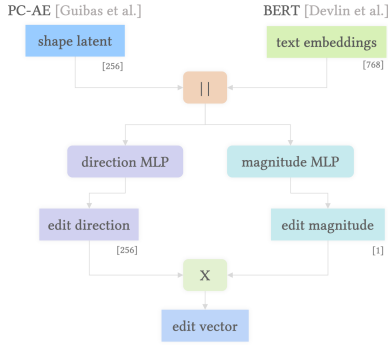 PC-AE [Guibas et al.]
BERT [Devlin et al.]
shape latent
text embeddings
[256]
[768]
||
direction MLP
magnitude MLP
edit direction
edit magnitude
[256]
[1]
X
edit vector